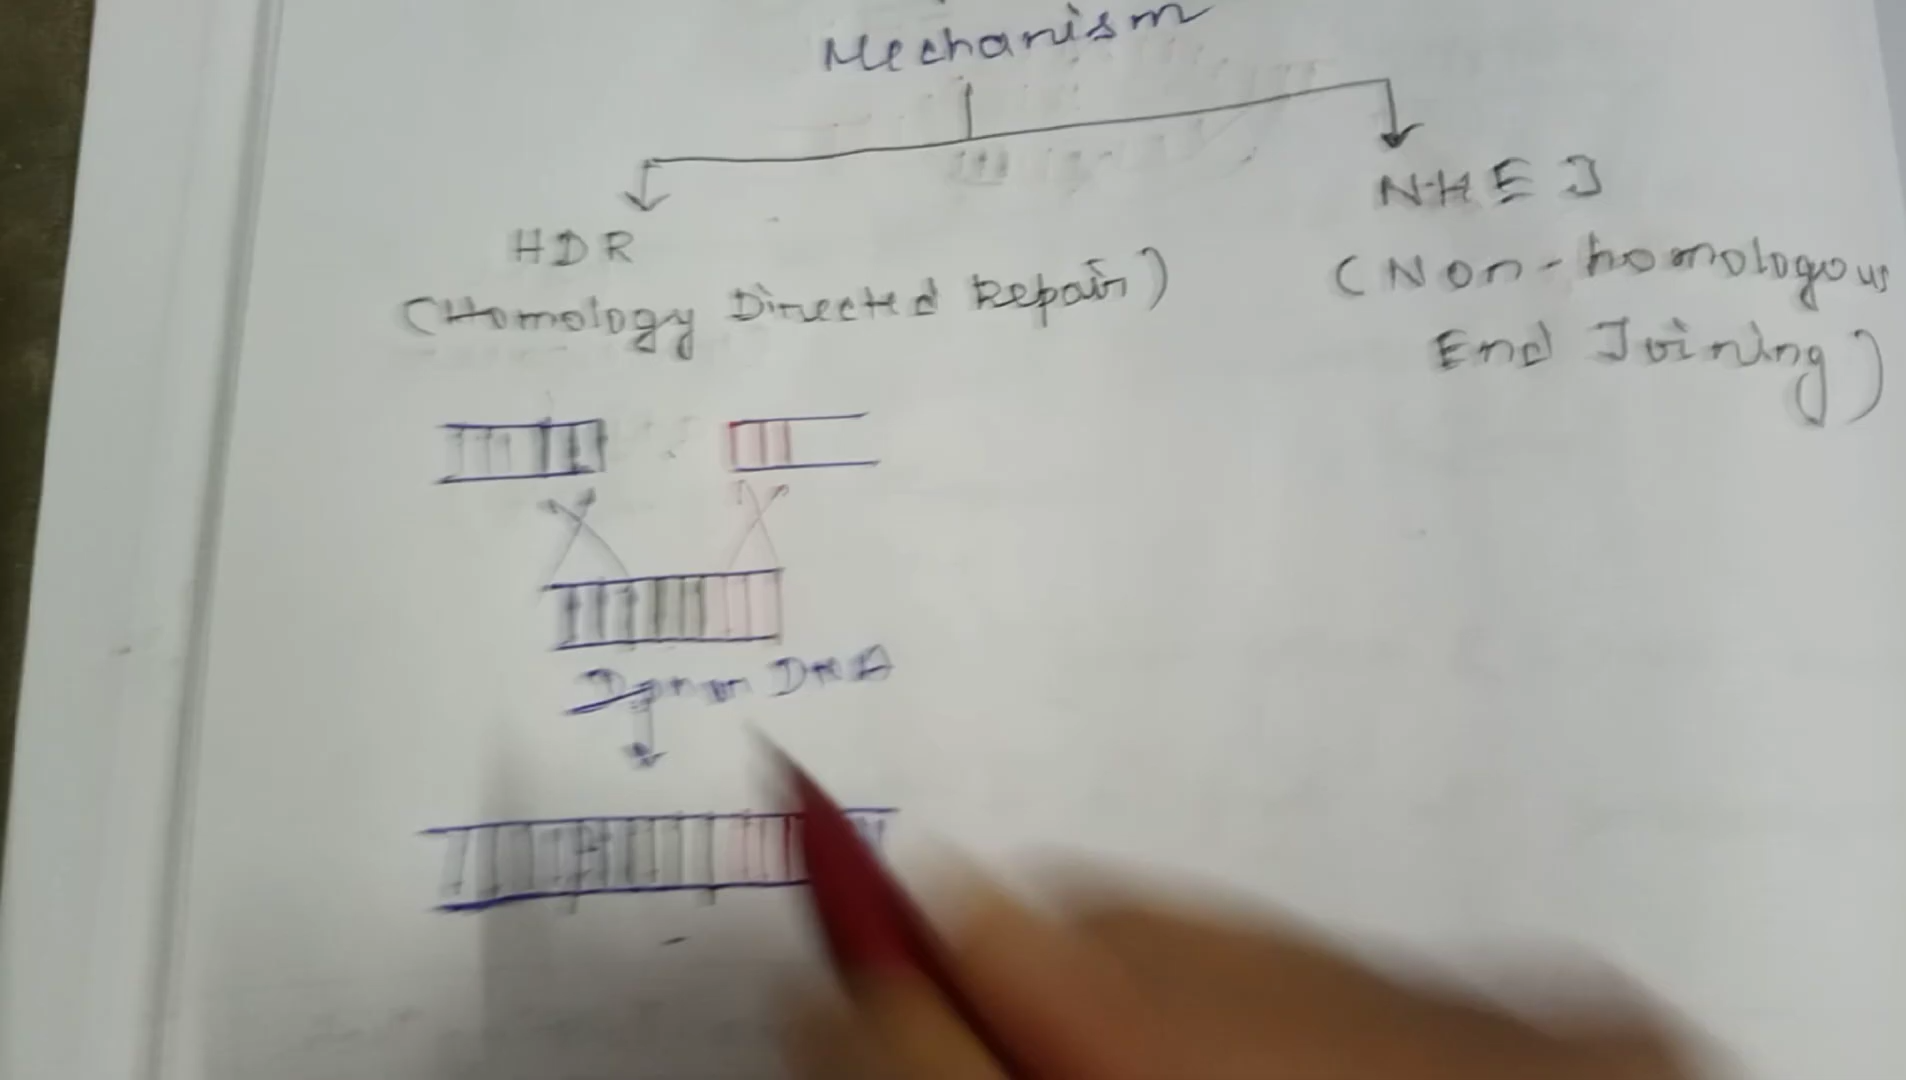 Mechanism
HDR
(Homology Directed Repair)
NHEJ
(Non-homologous
End Joining)
Donor DNA